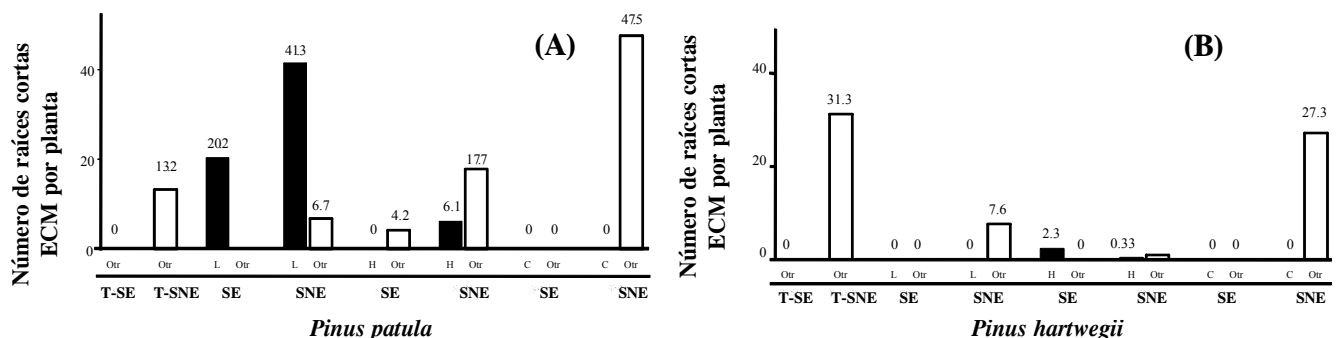 Número de raíces cortas
ECM por planta
(A)
40
20
0
0
132
202
413
6.7
0
4.2
6.1
17.7
0
0
0
47.5
Otr Otr L Otr L Otr H Otr H Otr C Otr C Otr
T-SE T-SNE SE SNE SE SNE SE SNE
Pinus patula
Número de raíces cortas
ECM por planta
(B)
40
20
0
0
31.3
0
0
0
7.6
2.3
0
0.33
0
0
0
27.3
Otr Otr L Otr L Otr H Otr H Otr C Otr C Otr
T-SE T-SNE SE SNE SE SNE SE SNE
Pinus hartwegii